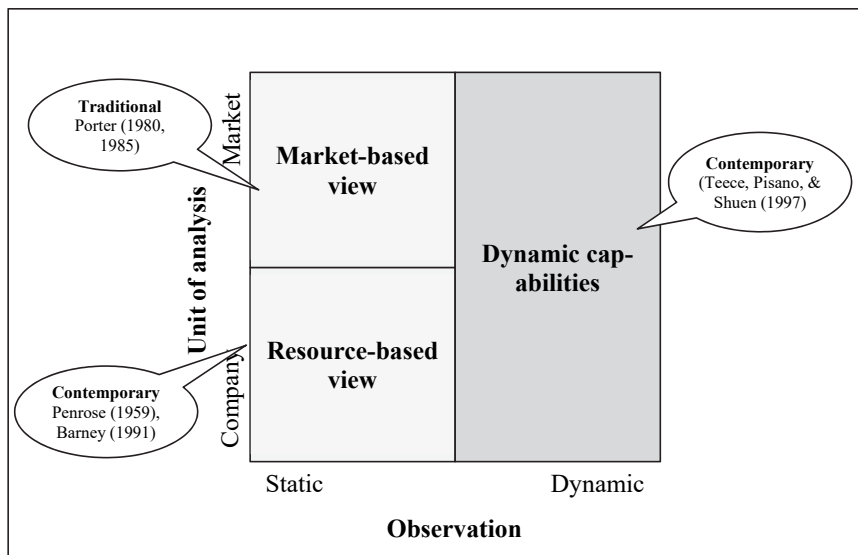 Traditional
Porter (1980,
1985)
Market
Market-based
view
Contemporary
(Teece, Pisano, &
Shuen (1997)
Dynamic cap-
abilities
Unit of analysis
Resource-based
view
Company
Contemporary
Penrose (1959),
Barney (1991)
Static
Dynamic
Observation